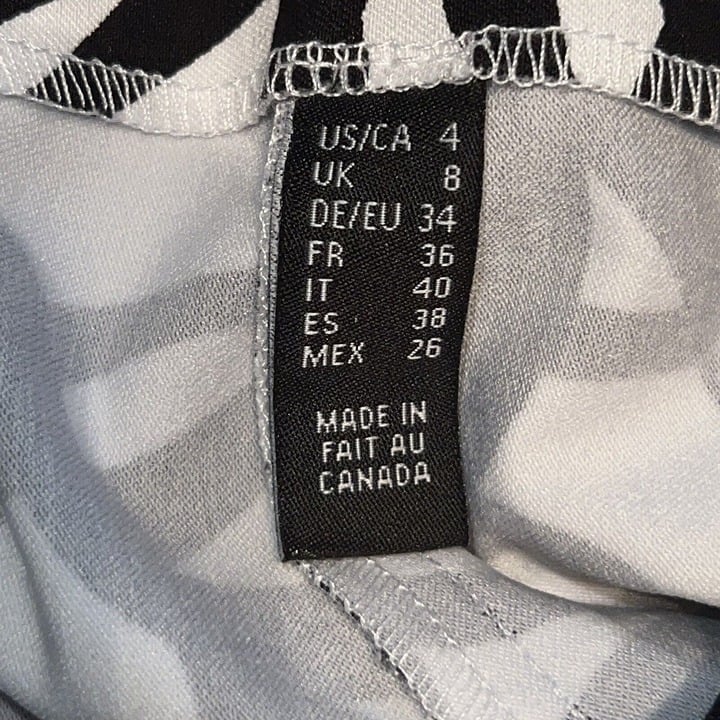 US/CA 4
UK 8
DE/EU 34
FR 36
IT 40
ES 38
MEX 26
MADE IN
FAIT AU
CANADA